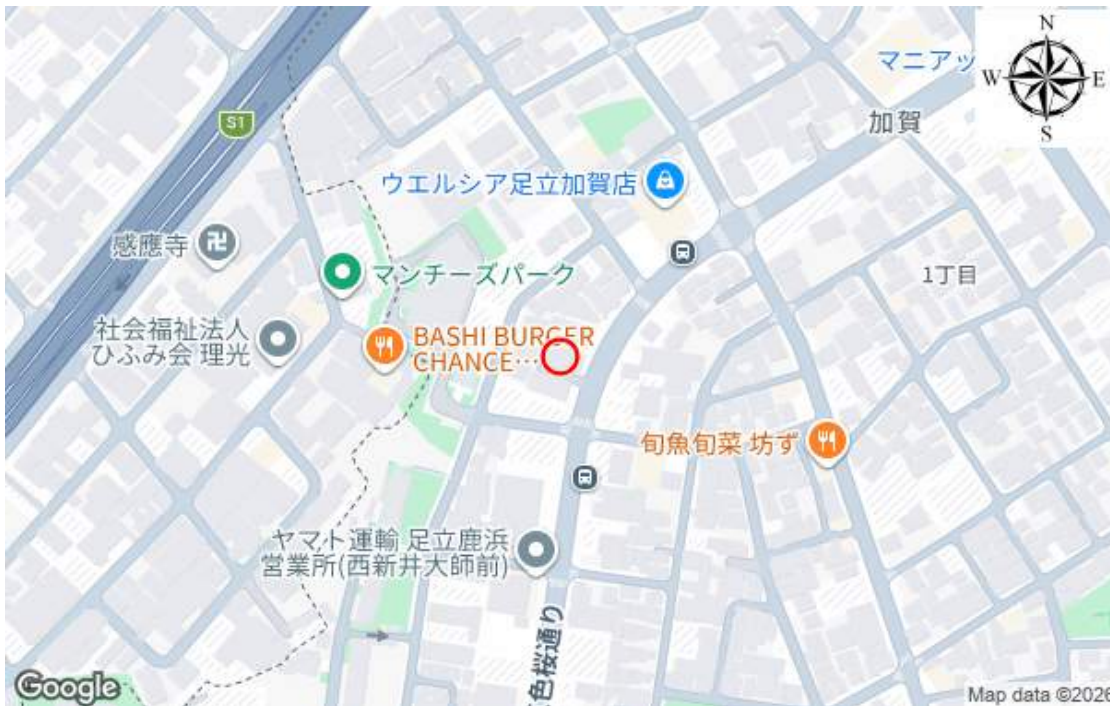 N
W
E
S
マニアッ
加賀
S1
ウエルシア足立加賀店
感應寺
マンチーズパーク
1丁目
社会福祉法人
ひふみ会 理光
BASHI BURGER
CHANCE…
旬魚旬菜 坊ず
ヤマト運輸 足立鹿浜
営業所(西新井大師前)
色桜通り
Google
Map data ©2026